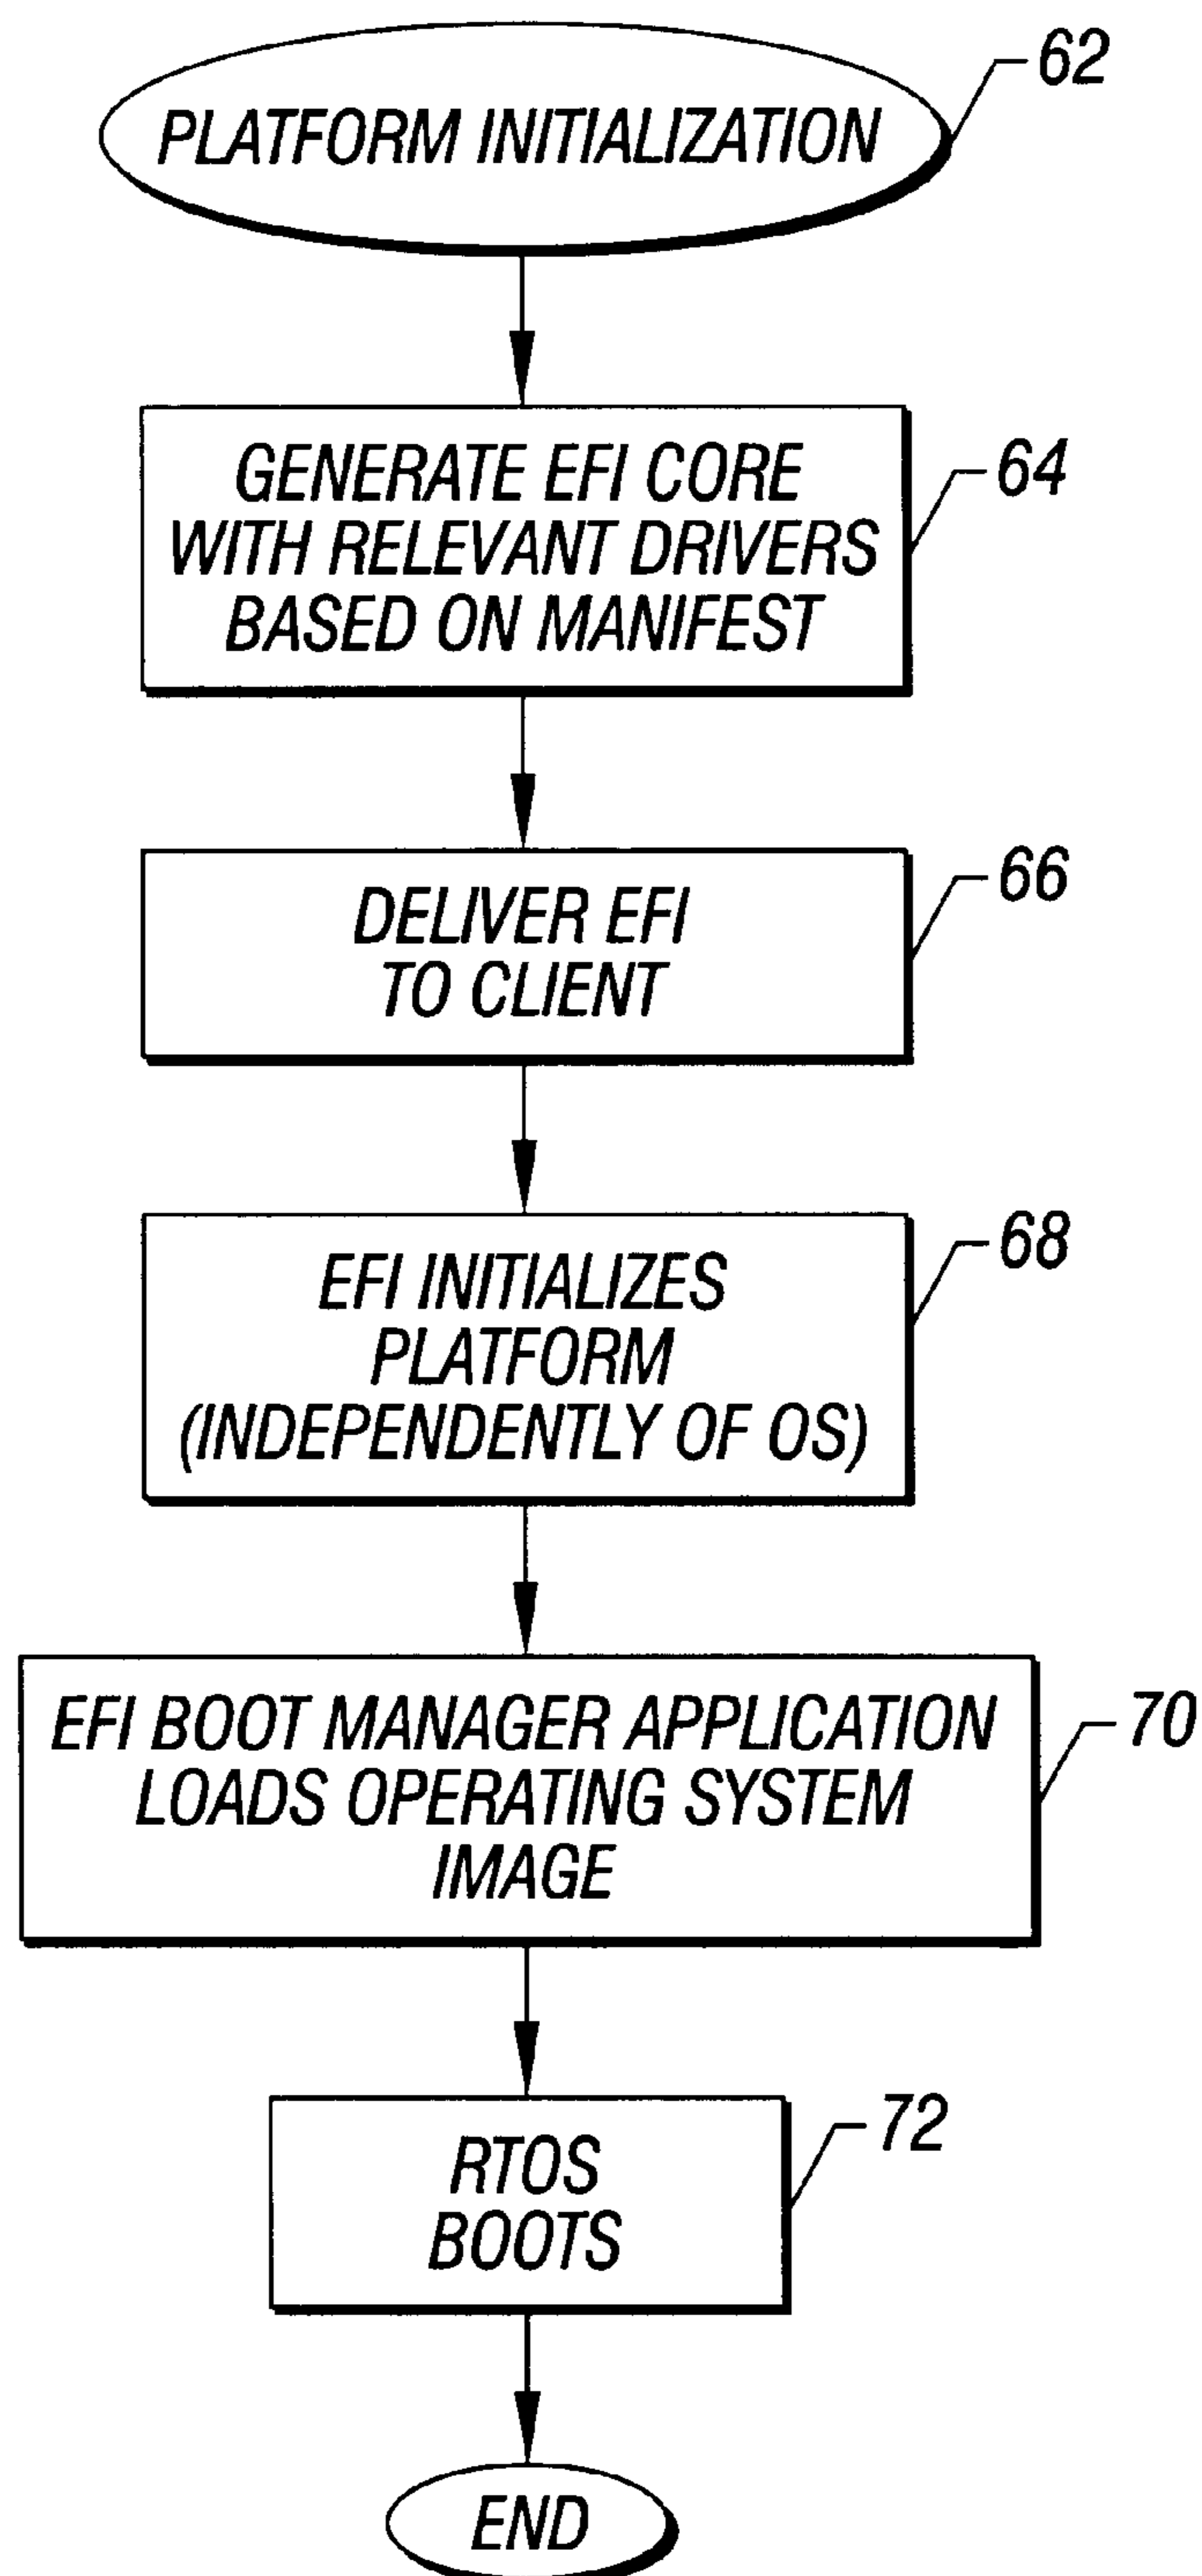 PLATFORM INITIALIZATION
62
GENERATE EFI CORE
WITH RELEVANT DRIVERS
BASED ON MANIFEST
64
DELIVER EFI
TO CLIENT
66
EFI INITIALIZES
PLATFORM
(INDEPENDENTLY OF OS)
68
EFI BOOT MANAGER APPLICATION
LOADS OPERATING SYSTEM
IMAGE
70
RTOS
BOOTS
72
END